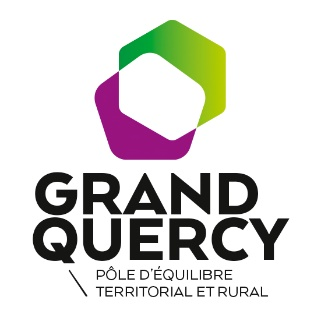 GRAND
QUERCY
PÔLE D'ÉQUILIBRE
TERRITORIAL ET RURAL